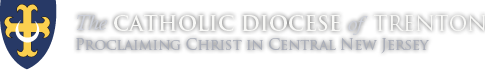 The CATHOLIC DIOCESE of TRENTON
PROCLAIMING CHRIST IN CENTRAL NEW JERSEY